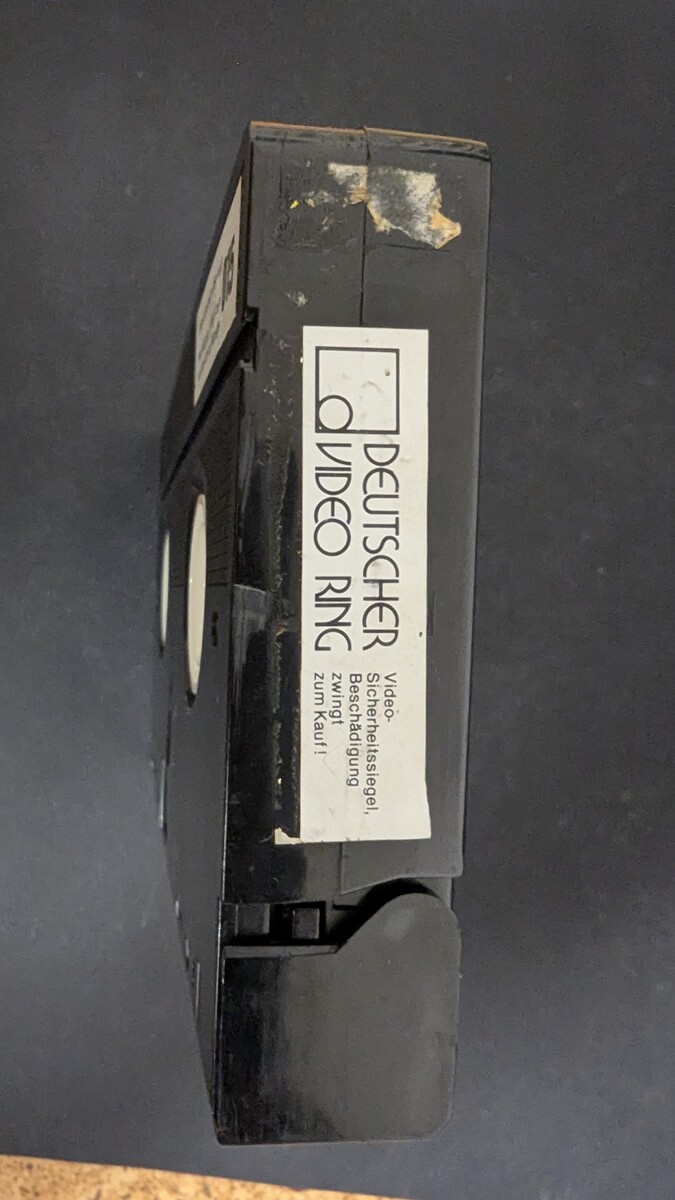 DEUTSCHER
VIDEO RING
Video-
Sicherheitssiegel,
Beschädigung
zwingt
zum Kauf!